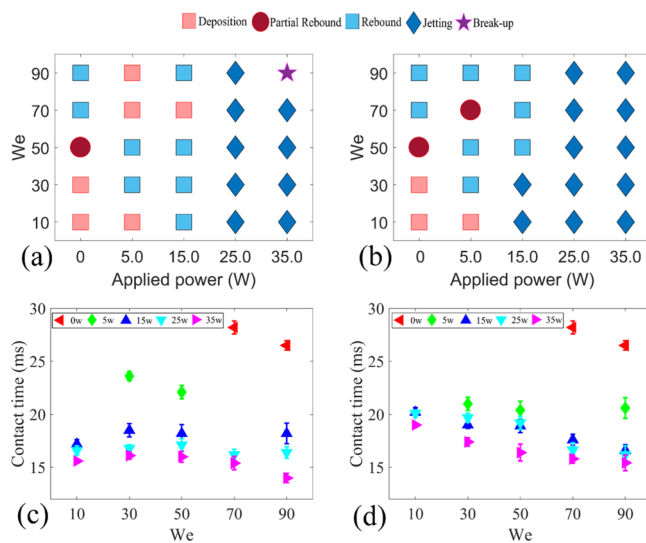 Deposition Partial Rebound Rebound Jetting Break-up
90
70
50
30
10
We
0 5.0 15.0 25.0 35.0
Applied power (W)
(a)
90
70
50
30
10
We
0 5.0 15.0 25.0 35.0
Applied power (W)
(b)
30
25
20
15
Contact time (ms)
0w 5w 15w 25w 35w
10 30 50 70 90
We
(c)
30
25
20
15
Contact time (ms)
0w 5w 15w 25w 35w
10 30 50 70 90
We
(d)